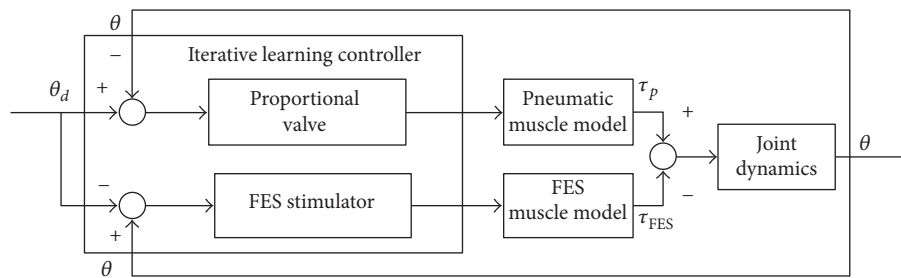 θ
−
Iterative learning controller
θd
+
Proportional
valve
Pneumatic
muscle model
τp
+
Joint
dynamics
θ
−
FES stimulator
FES
muscle model
−
τFES
+
θ